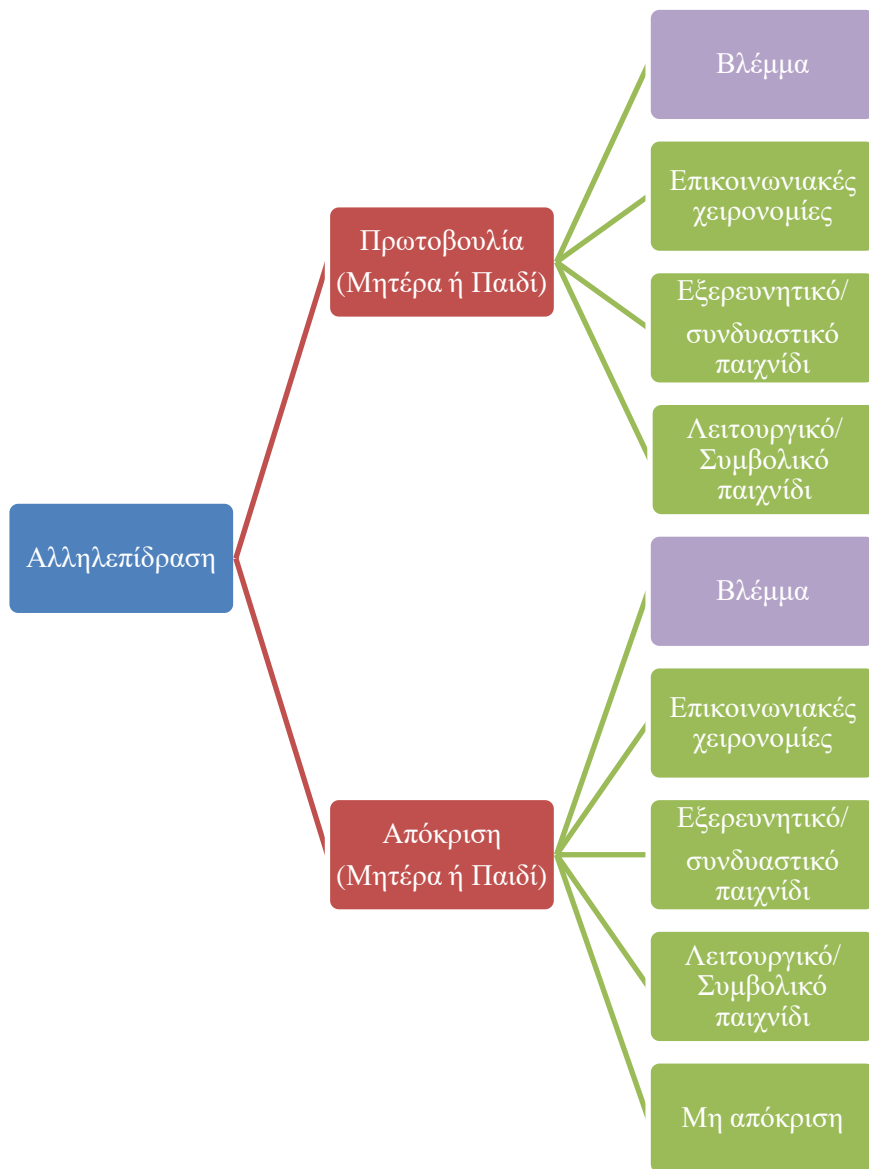 Βλέμμα
Επικοινωνιακές
χειρονομίες
Πρωτοβουλία
(Μητέρα ή Παιδί)
Εξερευνητικό/
συνδυαστικό
παιχνίδι
Λειτουργικό/
Συμβολικό
παιχνίδι
Αλληλεπίδραση
Βλέμμα
Επικοινωνιακές
χειρονομίες
Απόκριση
(Μητέρα ή Παιδί)
Εξερευνητικό/
συνδυαστικό
παιχνίδι
Λειτουργικό/
Συμβολικό
παιχνίδι
Μη απόκριση